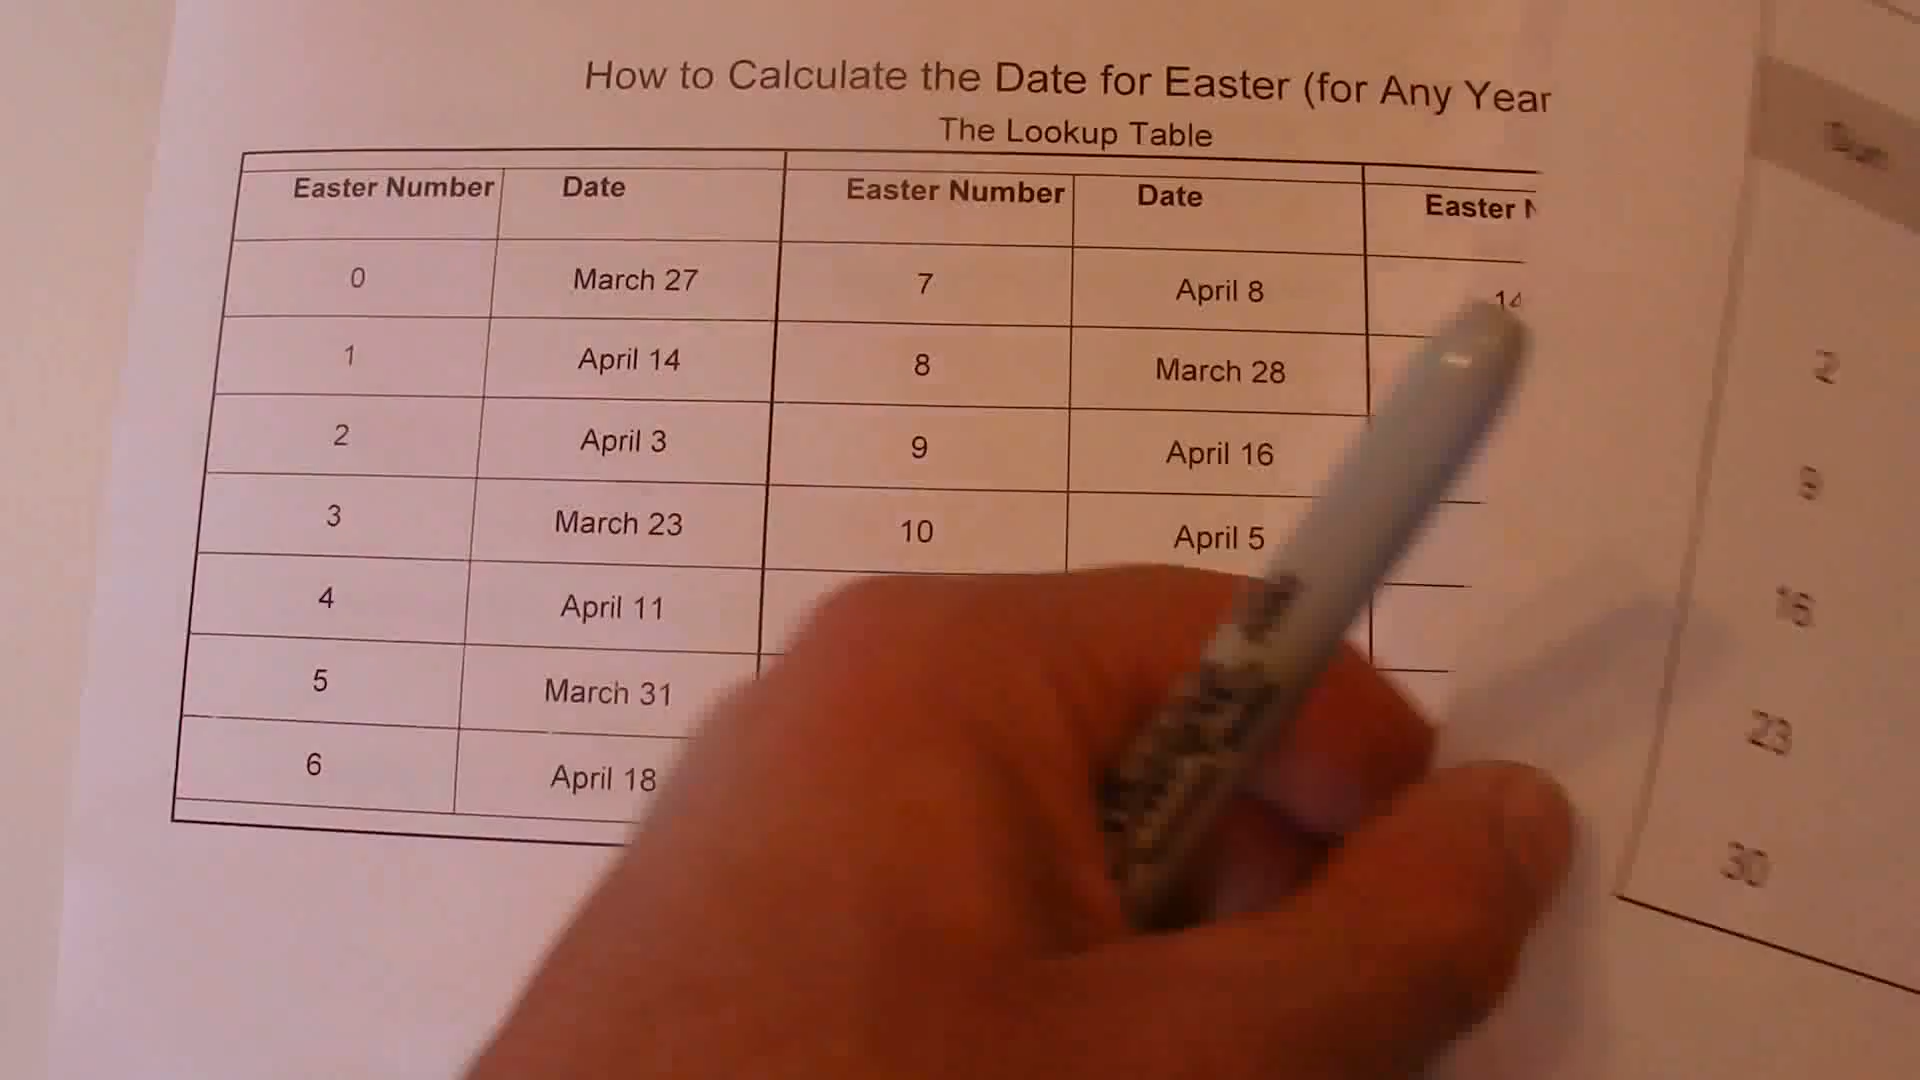 How to Calculate the Date for Easter (for Any Year
The Lookup Table
Easter Number Date Easter Number Date Easter
0 March 27 7 April 8 14
1 April 14 8 March 28
2 April 3 9 April 16
3 March 23 10 April 5
4 April 11
5 March 31
6 April 18
2
9
16
23
30